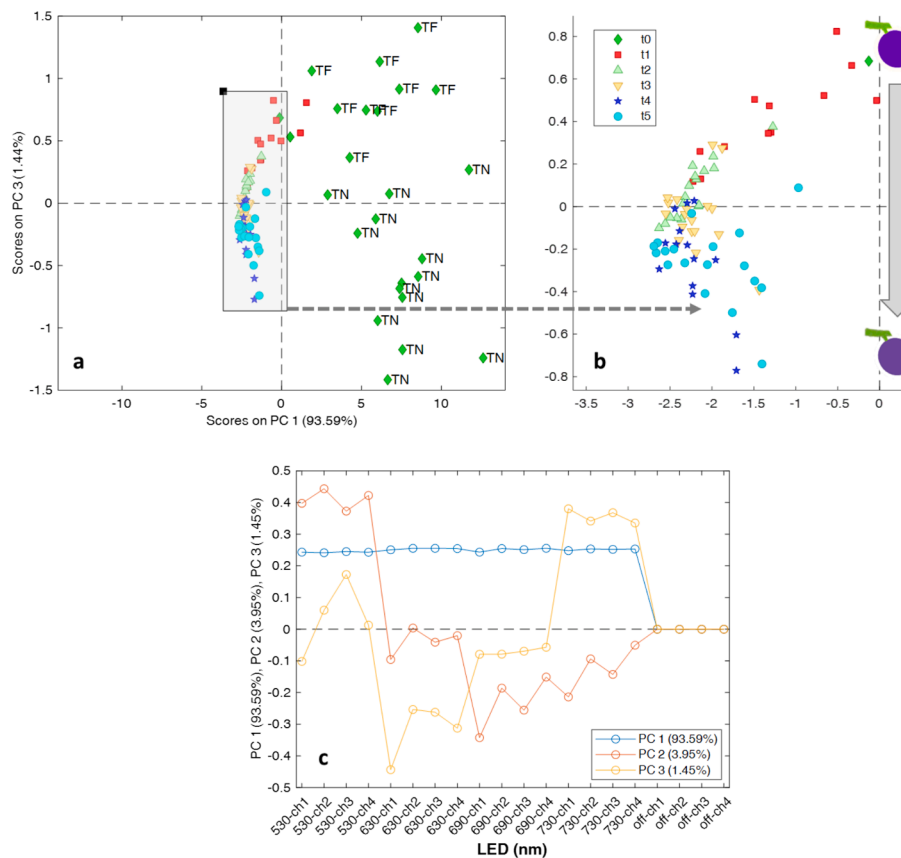 1.5
1
0.5
0
-0.5
-1
-1.5
Scores on PC 3 (1.44%)
TF
TF
TF
TF
TF
TF
TF
TF
TF
TN
TN
TN
TN
TN
TN
TN
TN
TN
TN
TN
TN
TN
a
-10
-5
0
5
10
Scores on PC 1 (93.59%)
0.8
0.6
0.4
0.2
0
-0.2
-0.4
-0.6
-0.8
t0
t1
t2
t3
t4
t5
b
-3.5
-3
-2.5
-2
-1.5
-1
-0.5
0
PC 1 (93.59%), PC 2 (3.95%), PC 3 (1.45%)
0.5
0.4
0.3
0.2
0.1
0
-0.1
-0.2
-0.3
-0.4
-0.5
c
PC 1 (93.59%)
PC 2 (3.95%)
PC 3 (1.45%)
530-ch1
530-ch2
530-ch3
530-ch4
630-ch1
630-ch2
630-ch3
630-ch4
690-ch1
690-ch2
690-ch3
690-ch4
730-ch1
730-ch2
730-ch3
730-ch4
off-ch1
off-ch2
off-ch3
off-ch4
LED (nm)